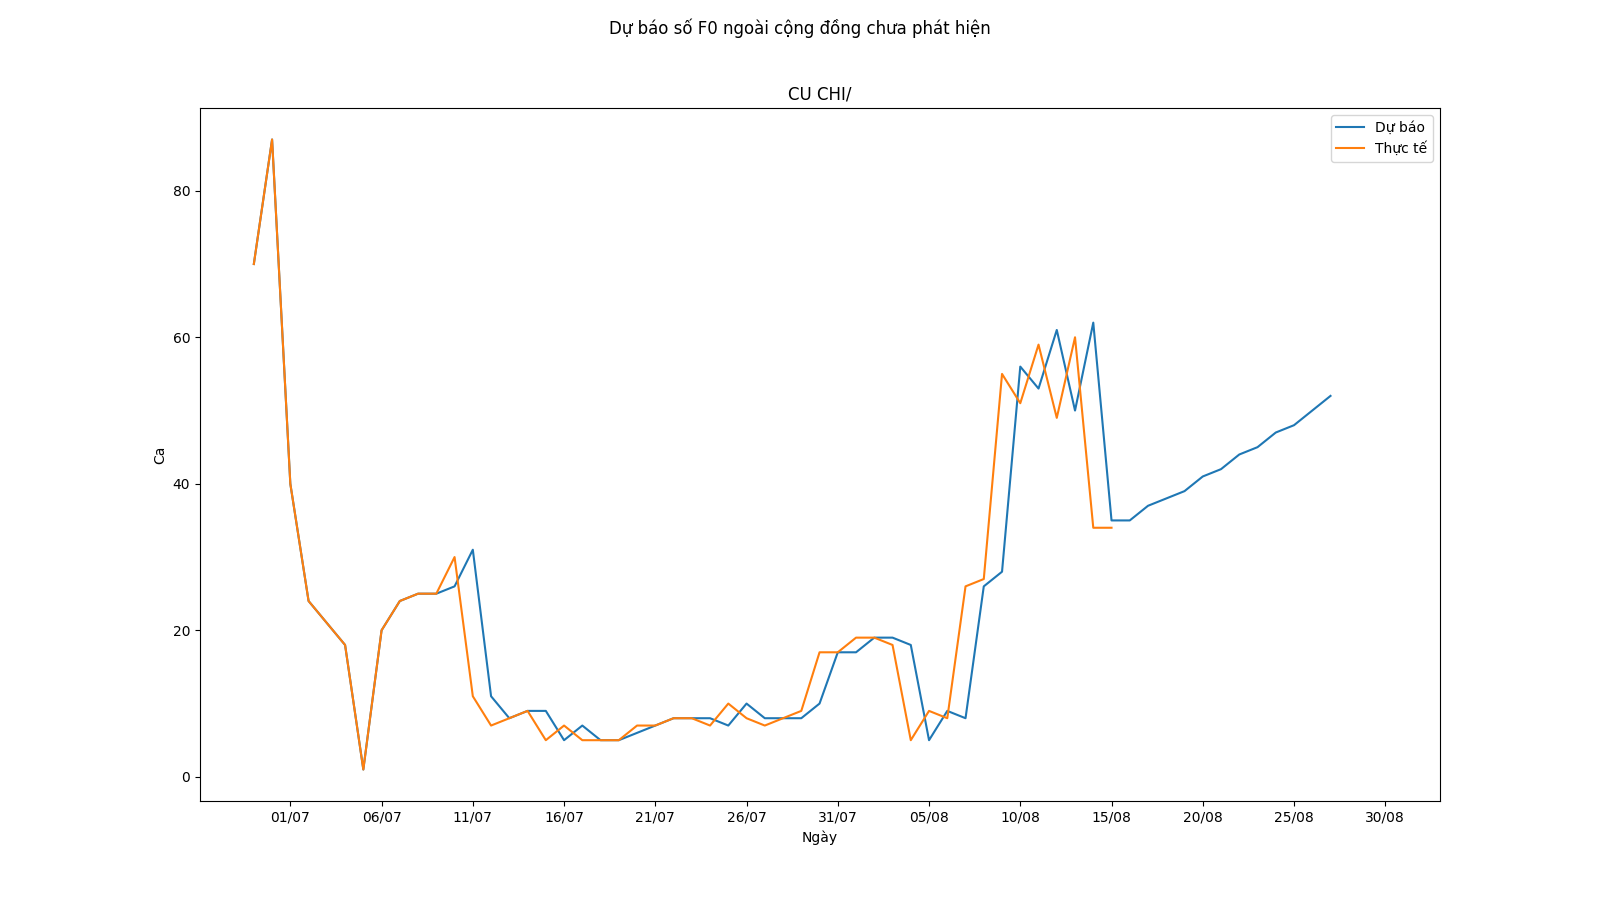 Dự báo số F0 ngoài cộng đồng chưa phát hiện
CU CHI/
Dự báo
Thực tế
80
60
40
20
0
Ca
01/07 06/07 11/07 16/07 21/07 26/07 31/07 05/08 10/08 15/08 20/08 25/08 30/08
Ngày